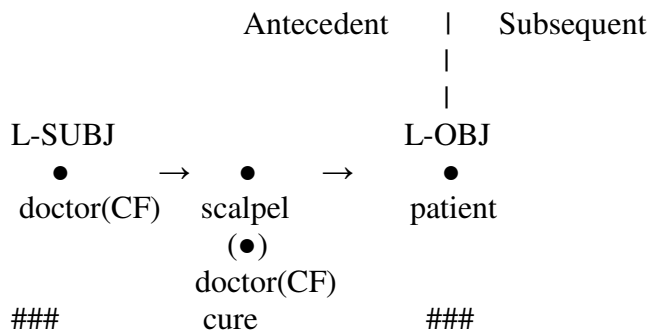 Antecedent | Subsequent
|
|
L-SUBJ L-OBJ
● → ● → ●
doctor(CF) scalpel patient
(●)
doctor(CF)
### cure ###